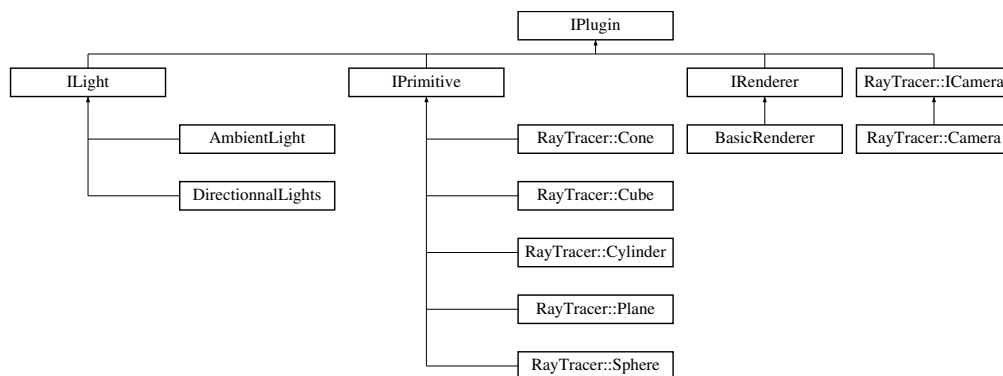 IPlugin
ILight
IPrimitive
IRenderer
RayTracer::ICamera
AmbientLight
RayTracer::Cone
BasicRenderer
RayTracer::Camera
DirectionnalLights
RayTracer::Cube
RayTracer::Cylinder
RayTracer::Plane
RayTracer::Sphere